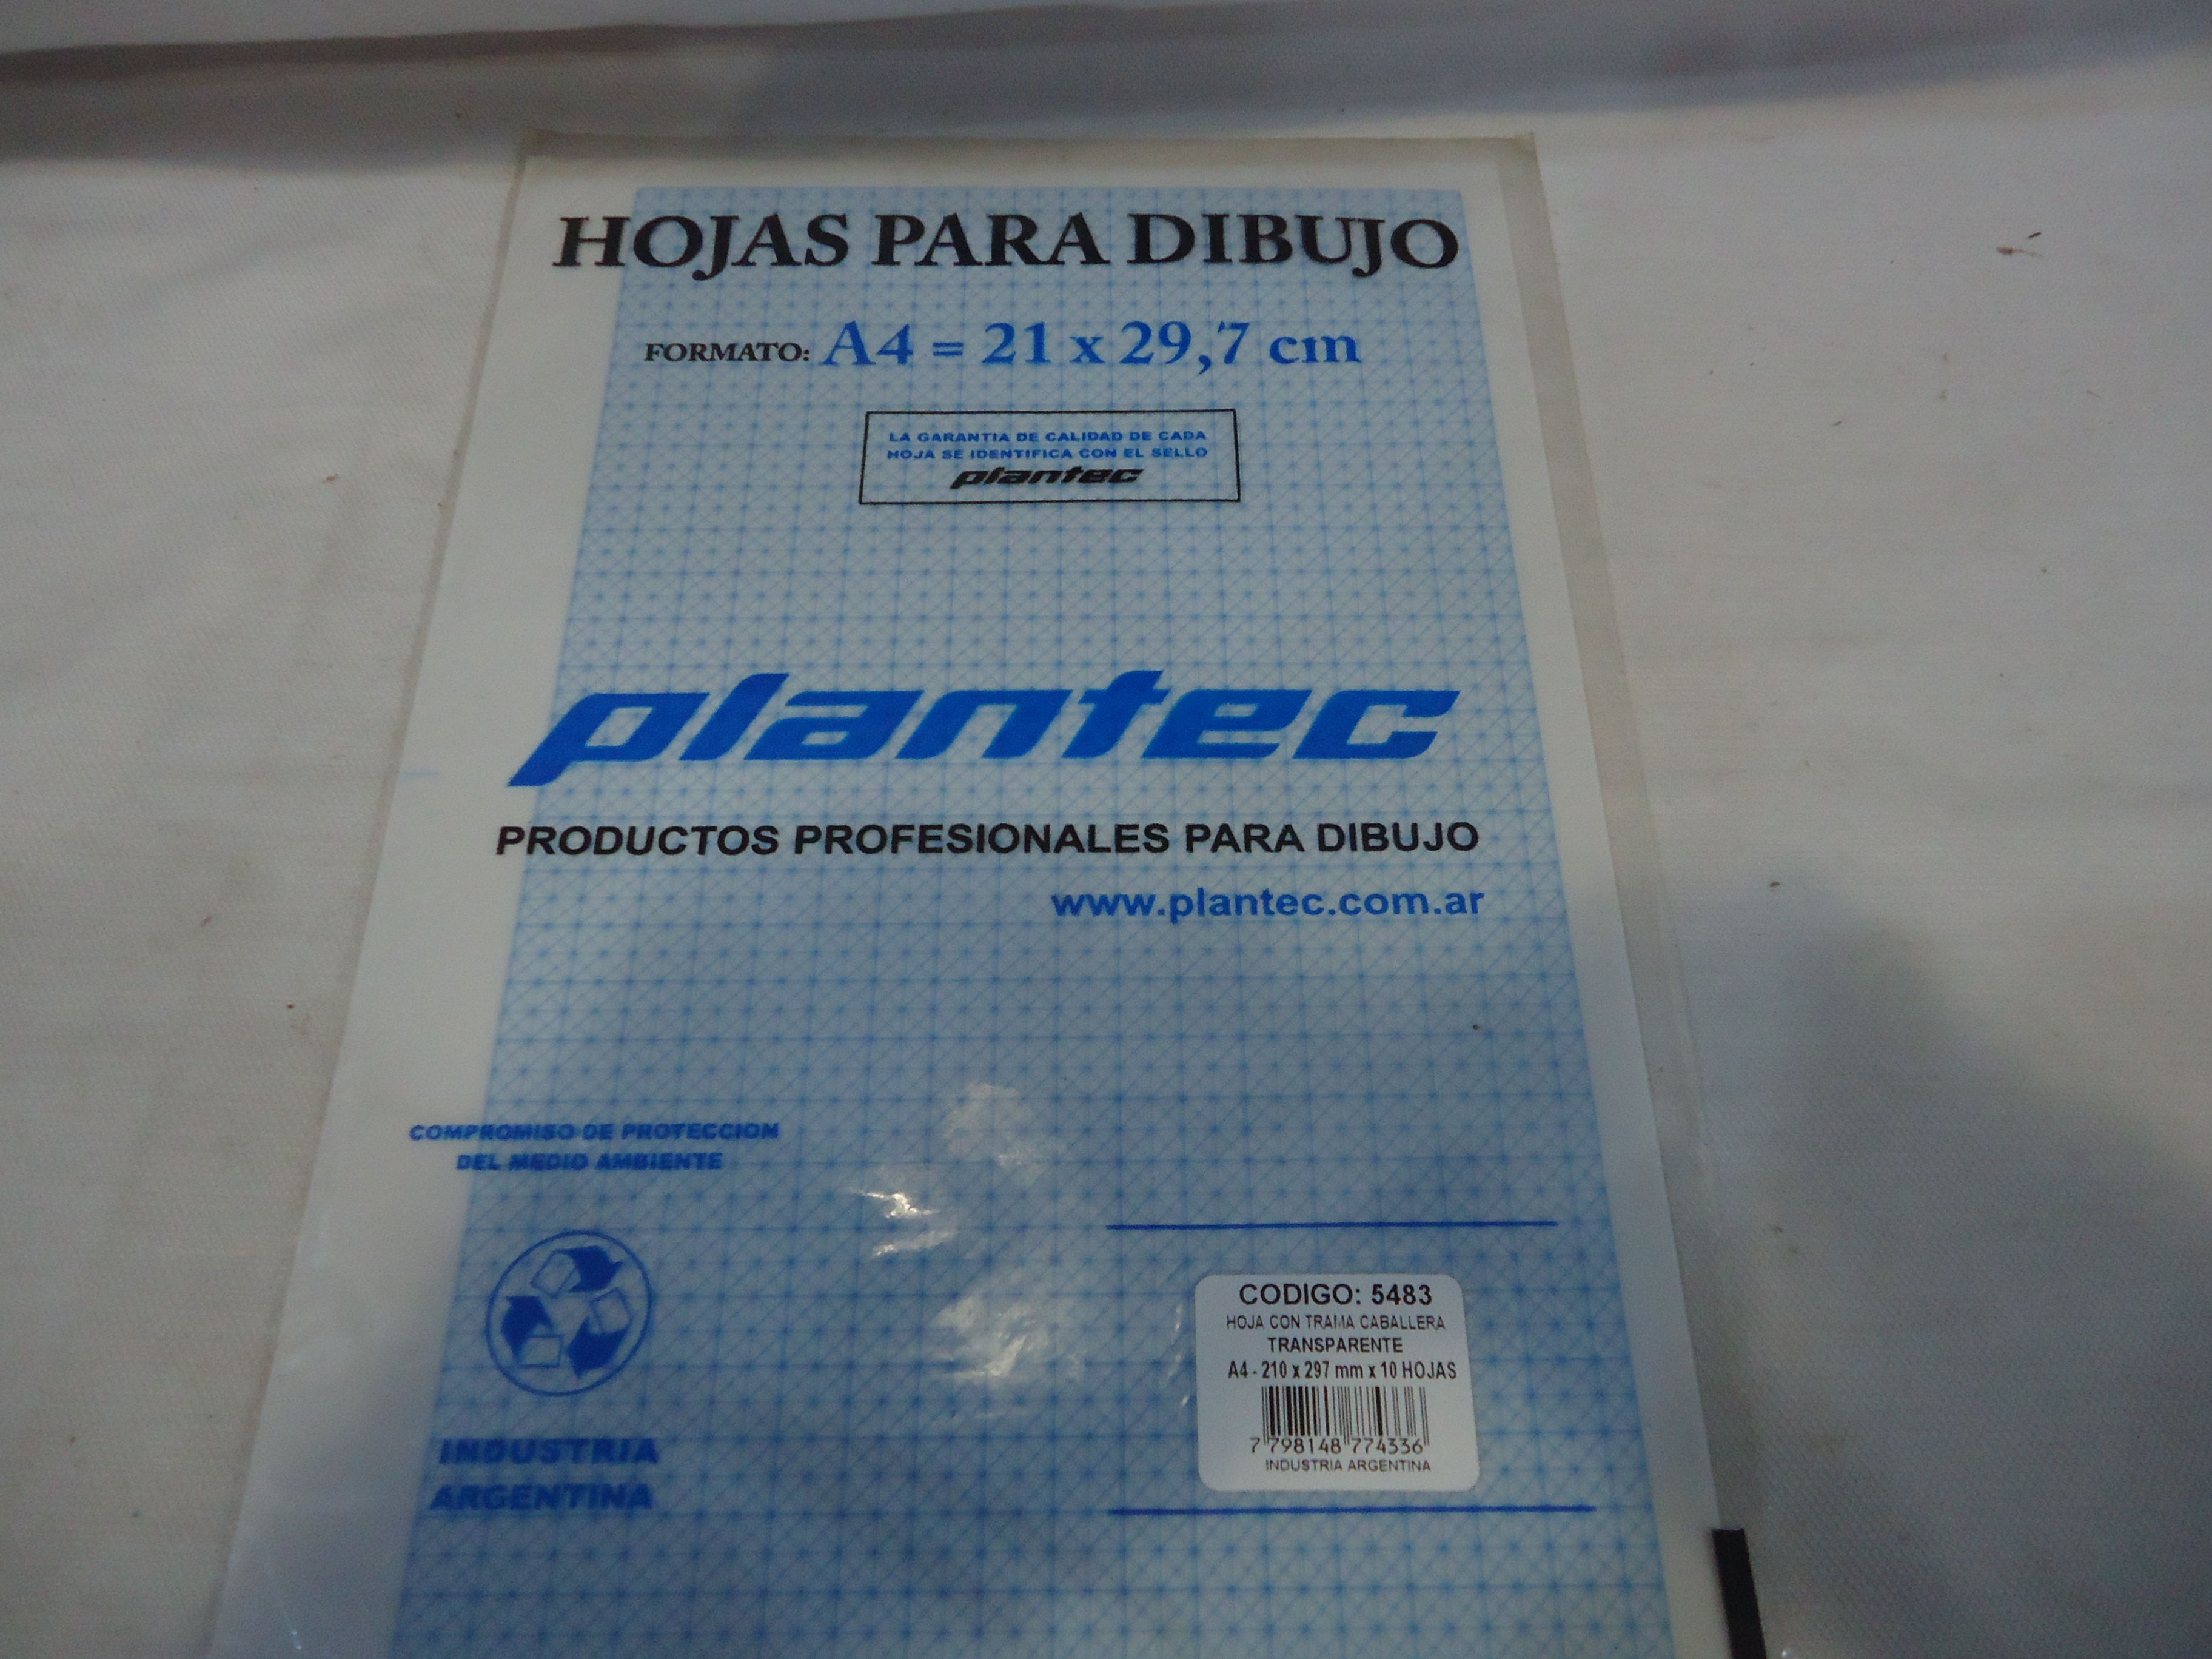 HOJAS PARA DIBUJO
FORMATO: A4 = 21 x 29,7 cm
LA GARANTIA DE CALIDAD DE CADA
HOJA SE IDENTIFICA CON EL SELLO
plantec
plantec
PRODUCTOS PROFESIONALES PARA DIBUJO
www.plantec.com.ar
COMPROMISO DE PROTECCION
DEL MEDIO AMBIENTE
INDUSTRIA
ARGENTINA
CODIGO: 5483
HOJA CON TRAMA CABALLERA
TRANSPARENTE
A4 - 210 x 297 mm x 10 HOJAS
7 798148 774336
INDUSTRIA ARGENTINA